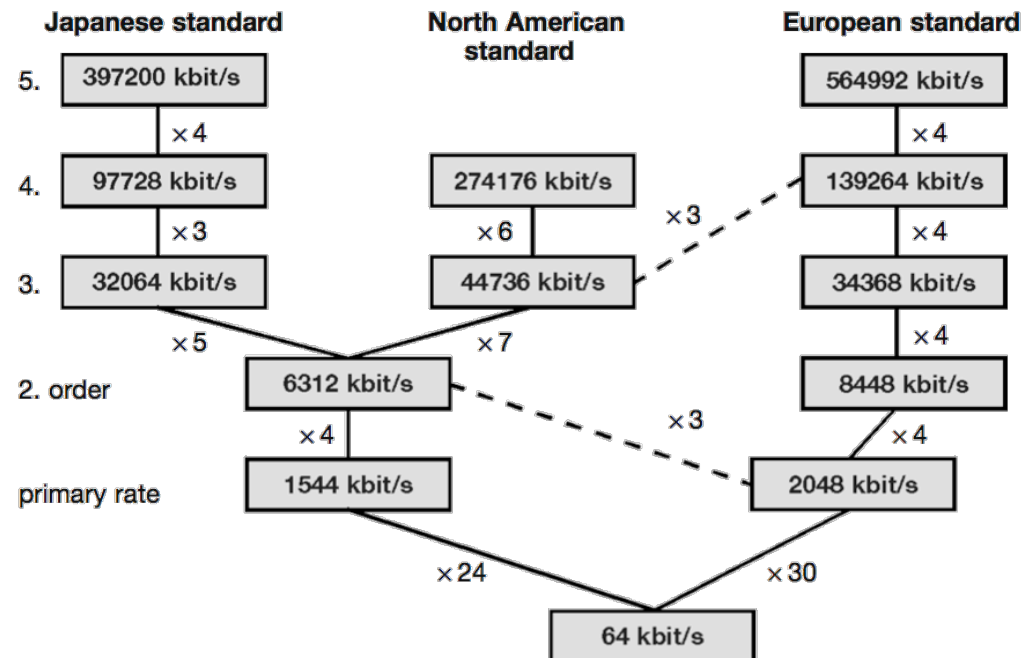 Japanese standard
North American
standard
European standard
5.
397200 kbit/s
564992 kbit/s
×4
×4
4.
97728 kbit/s
274176 kbit/s
139264 kbit/s
×3
×6
×3
×4
3.
32064 kbit/s
44736 kbit/s
34368 kbit/s
×5
×7
×4
2. order
6312 kbit/s
8448 kbit/s
×4
×3
×4
primary rate
1544 kbit/s
2048 kbit/s
×24
×30
64 kbit/s